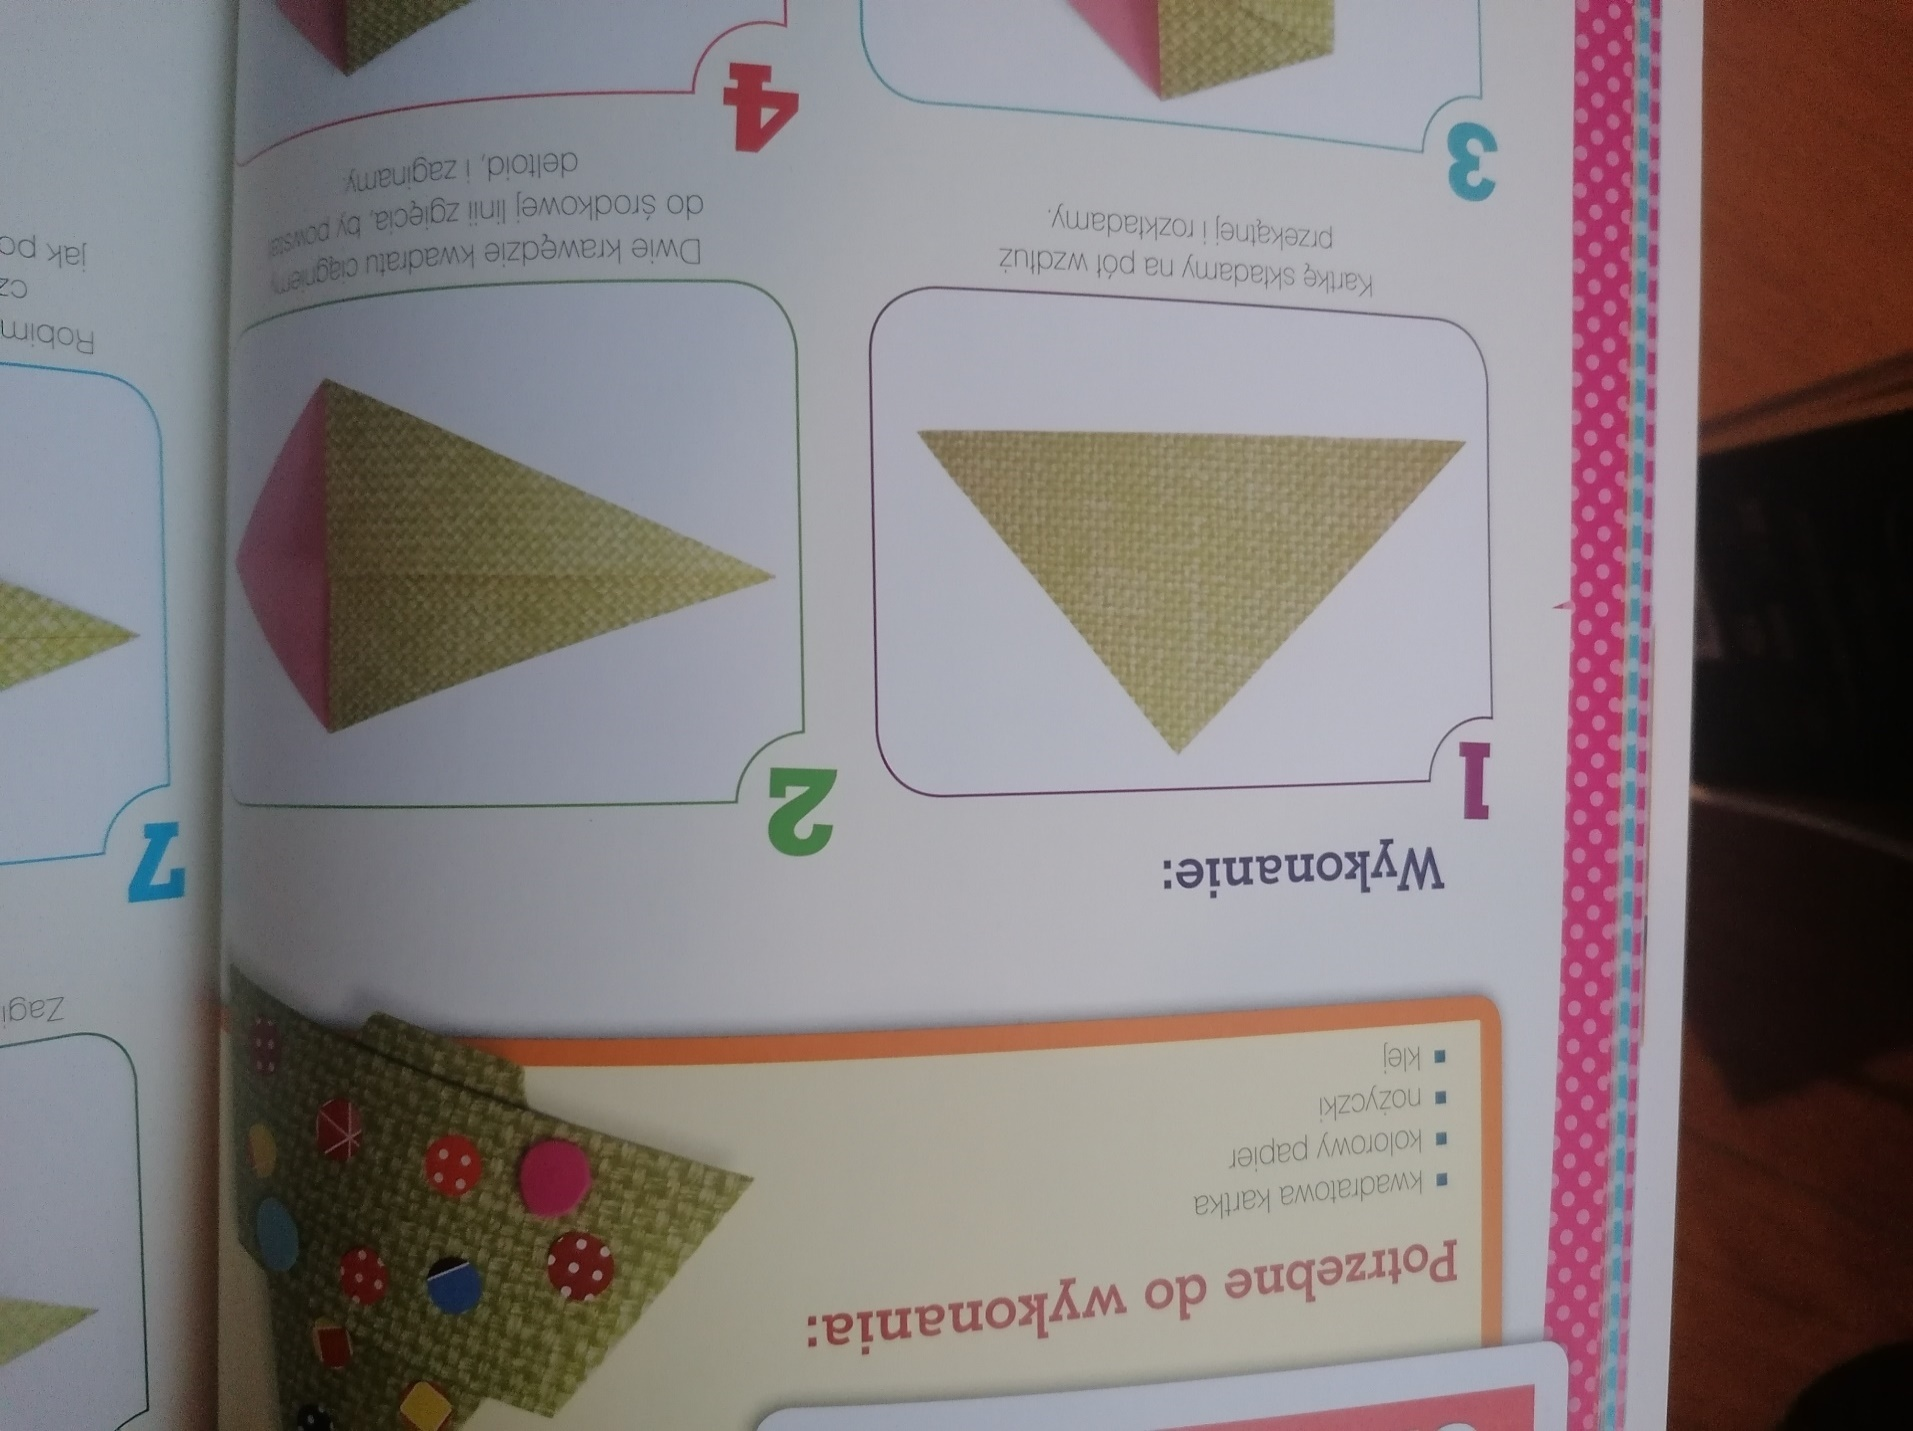 Potrzebne do wykonania:
▪ kwadratowa kartka
▪ kolorowy papier
▪ nożyczki
▪ klej
Wykonanie:
1
Kartkę składamy na pół wzdłuż
przekątnej i rozkładamy.
2
Dwie krawędzie kwadratu ciągniemy
do środkowej linii zgięcia, by powstał
deltoid, i zaginamy.
3
4
Zagi
7
Robim
cz
jak po